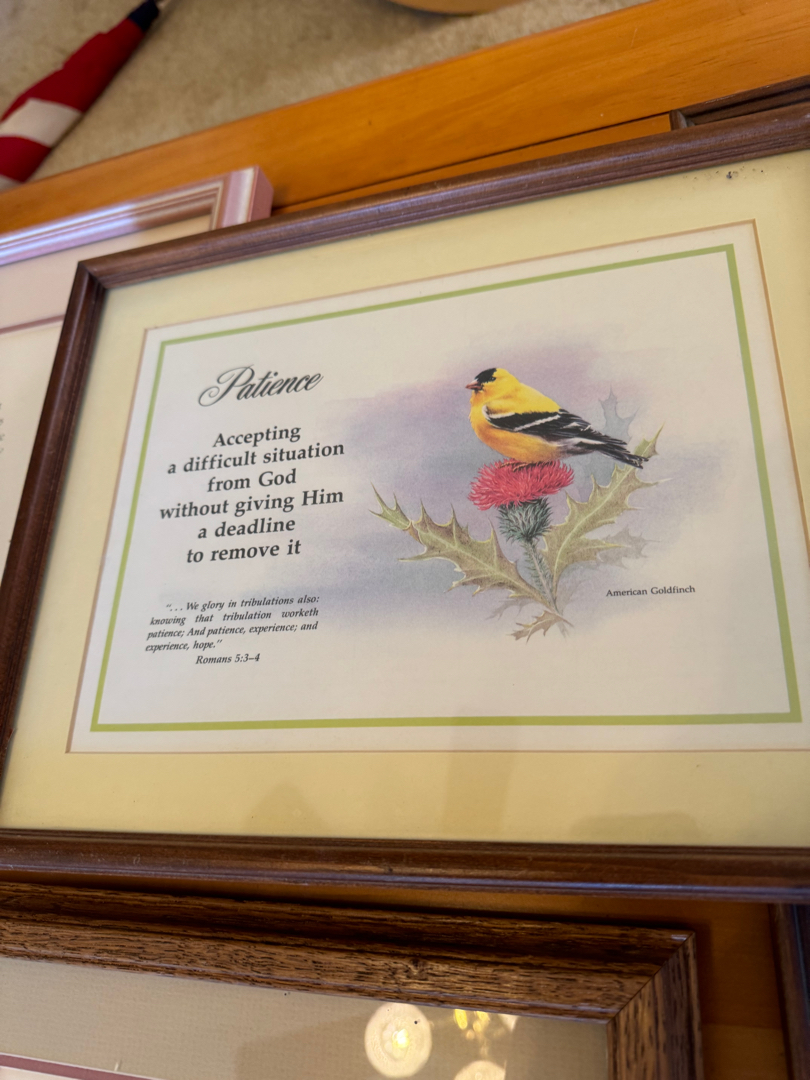 Patience
Accepting
a difficult situation
from God
without giving Him
a deadline
to remove it
". . . We glory in tribulations also:
knowing that tribulation worketh
patience; And patience, experience; and
experience, hope."
Romans 5:3–4
American Goldfinch